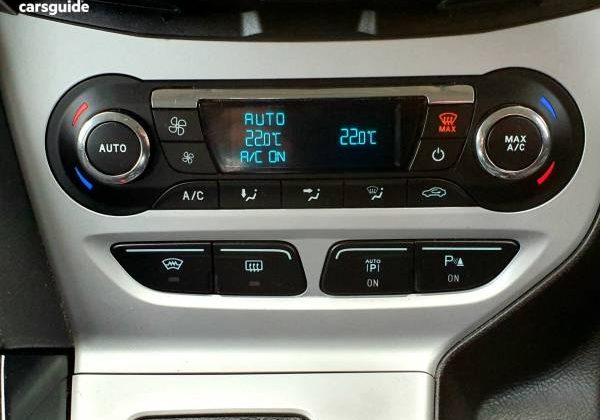 carsguide
AUTO
22.0°C 22.0°C
A/C ON
MAX
AUTO
MAX
A/C
A/C
AUTO
P P
ON ON